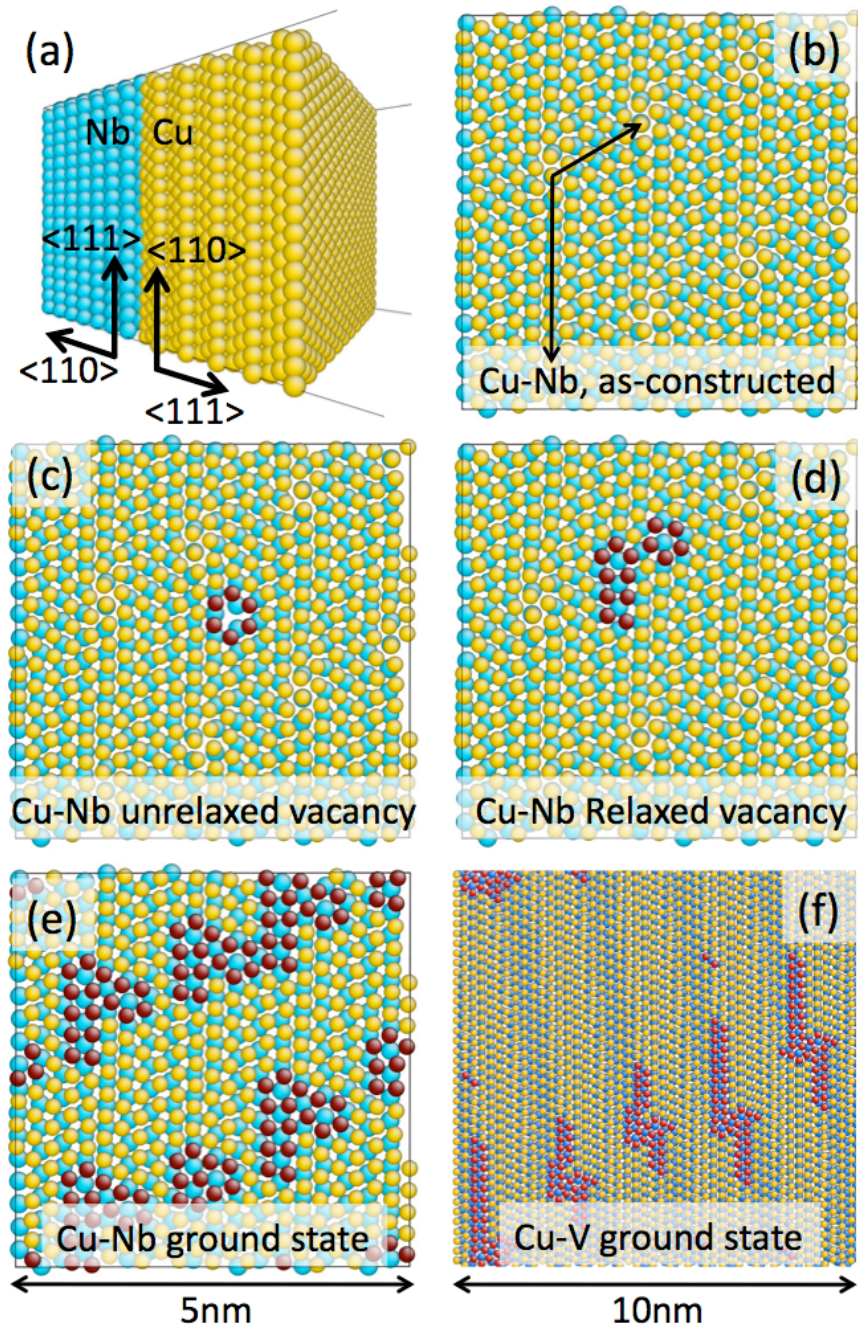 (a)
Nb Cu
<111>
<110>
<110>
<111>
(b)
Cu-Nb, as-constructed
(c)
Cu-Nb unrelaxed vacancy
(d)
Cu-Nb Relaxed vacancy
(e)
Cu-Nb ground state
5nm
(f)
Cu-V ground state
10nm